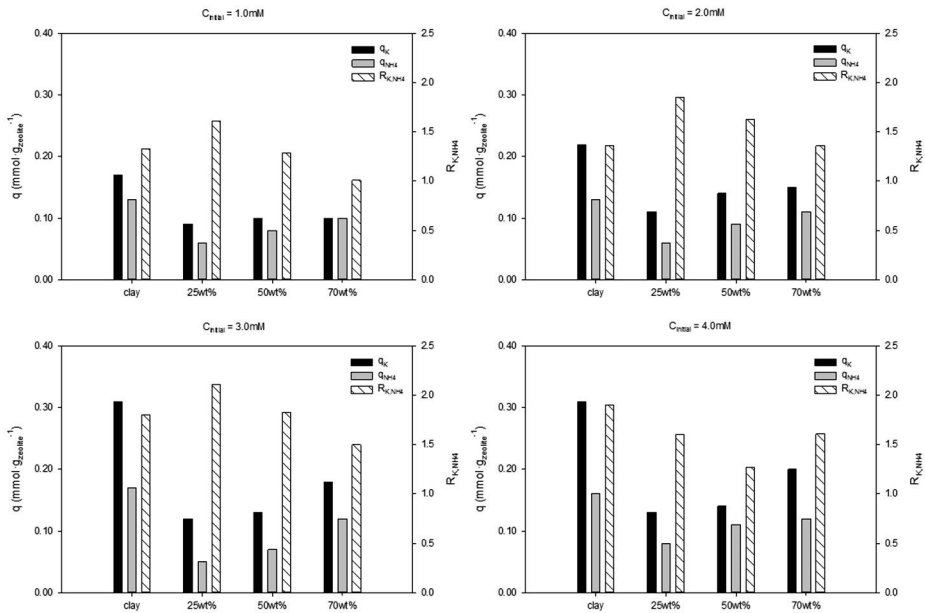 C_initial = 1.0mM
0.40
0.30
0.20
0.10
0.00
q (mmol·g_zeolite^-1)
2.5
2.0
1.5
1.0
0.5
0.0
R_K,NH4
q_K
q_NH4
R_K,NH4
clay 25wt% 50wt% 70wt%
C_initial = 2.0mM
0.40
0.30
0.20
0.10
0.00
q (mmol·g_zeolite^-1)
2.5
2.0
1.5
1.0
0.5
0.0
R_K,NH4
q_K
q_NH4
R_K,NH4
clay 25wt% 50wt% 70wt%
C_initial = 3.0mM
0.40
0.30
0.20
0.10
0.00
q (mmol·g_zeolite^-1)
2.5
2.0
1.5
1.0
0.5
0.0
R_K,NH4
q_K
q_NH4
R_K,NH4
clay 25wt% 50wt% 70wt%
C_initial = 4.0mM
0.40
0.30
0.20
0.10
0.00
q (mmol·g_zeolite^-1)
2.5
2.0
1.5
1.0
0.5
0.0
R_K,NH4
q_K
q_NH4
R_K,NH4
clay 25wt% 50wt% 70wt%